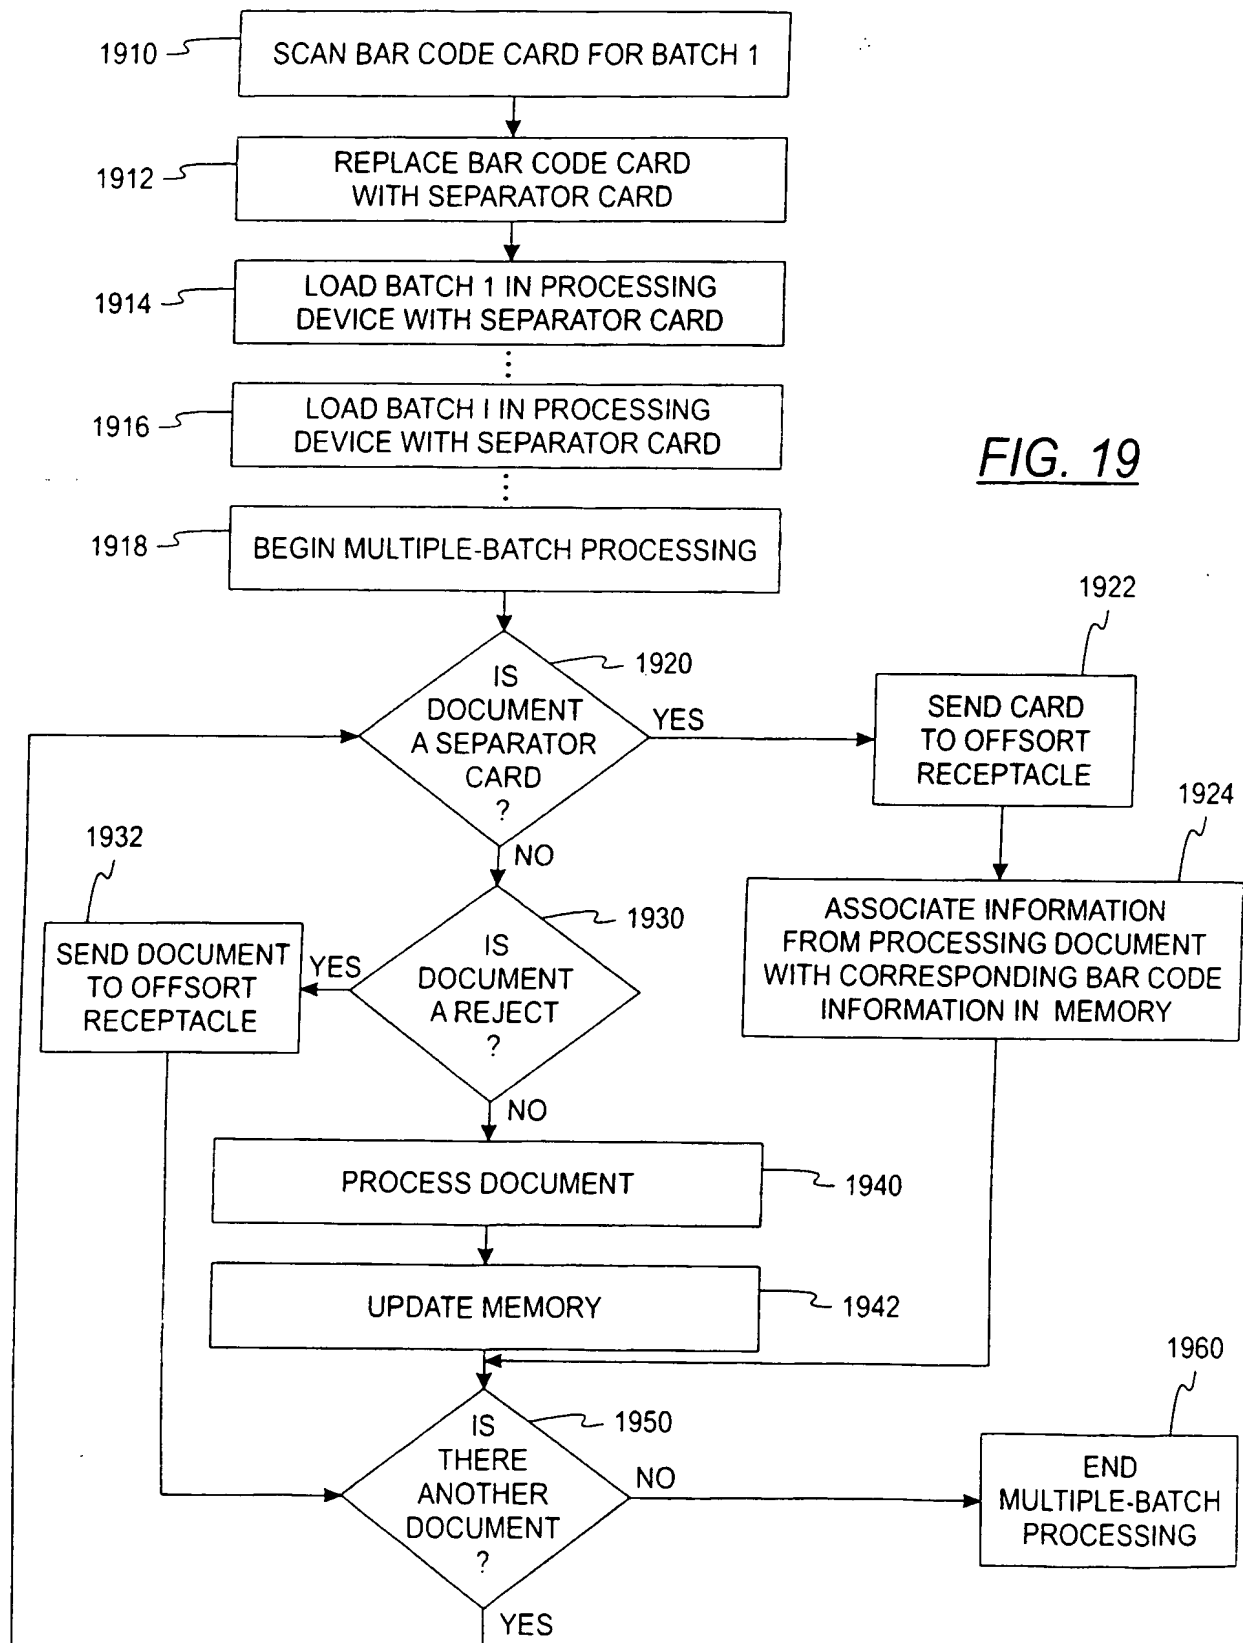 1910
SCAN BAR CODE CARD FOR BATCH 1
1912
REPLACE BAR CODE CARD
WITH SEPARATOR CARD
1914
LOAD BATCH 1 IN PROCESSING
DEVICE WITH SEPARATOR CARD
1916
LOAD BATCH I IN PROCESSING
DEVICE WITH SEPARATOR CARD
FIG. 19
1918
BEGIN MULTIPLE-BATCH PROCESSING
1920
IS
DOCUMENT
A SEPARATOR
CARD
?
YES
1922
SEND CARD
TO OFFSORT
RECEPTACLE
1924
ASSOCIATE INFORMATION
FROM PROCESSING DOCUMENT
WITH CORRESPONDING BAR CODE
INFORMATION IN MEMORY
NO
1930
IS
DOCUMENT
A REJECT
?
YES
1932
SEND DOCUMENT
TO OFFSORT
RECEPTACLE
NO
PROCESS DOCUMENT
1940
UPDATE MEMORY
1942
1950
IS
THERE
ANOTHER
DOCUMENT
?
NO
1960
END
MULTIPLE-BATCH
PROCESSING
YES